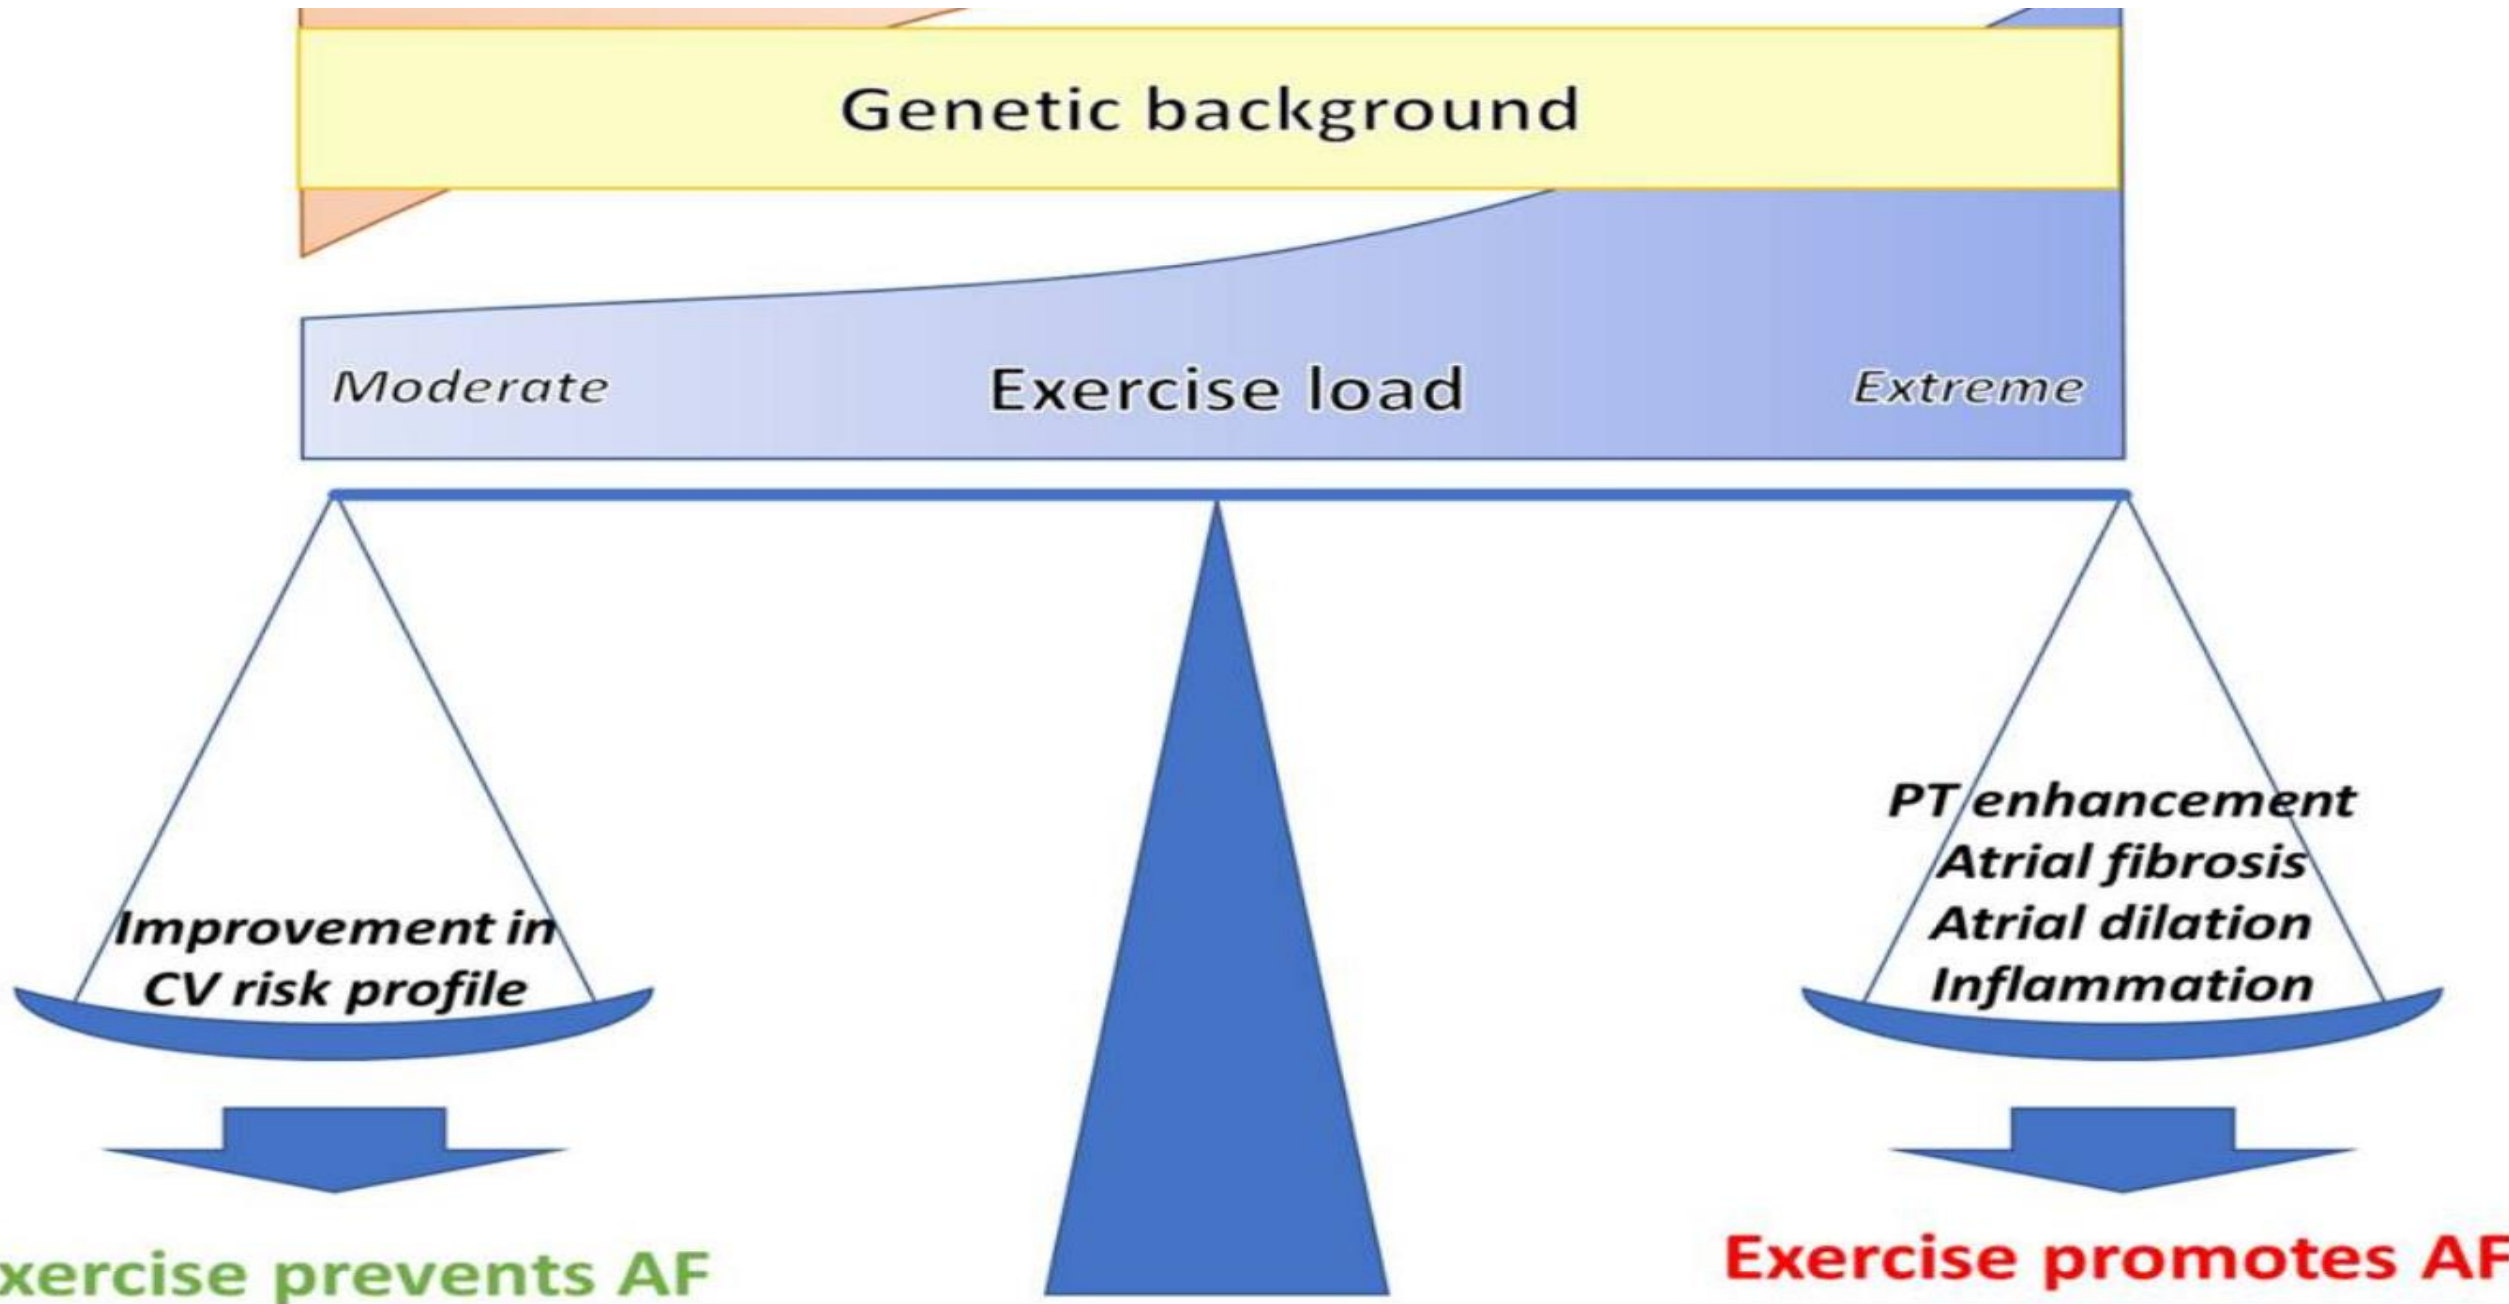 Genetic background
Moderate
Exercise load
Extreme
PT enhancement
Atrial fibrosis
Atrial dilation
Inflammation
Improvement in
CV risk profile
xercise prevents AF
Exercise promotes AF